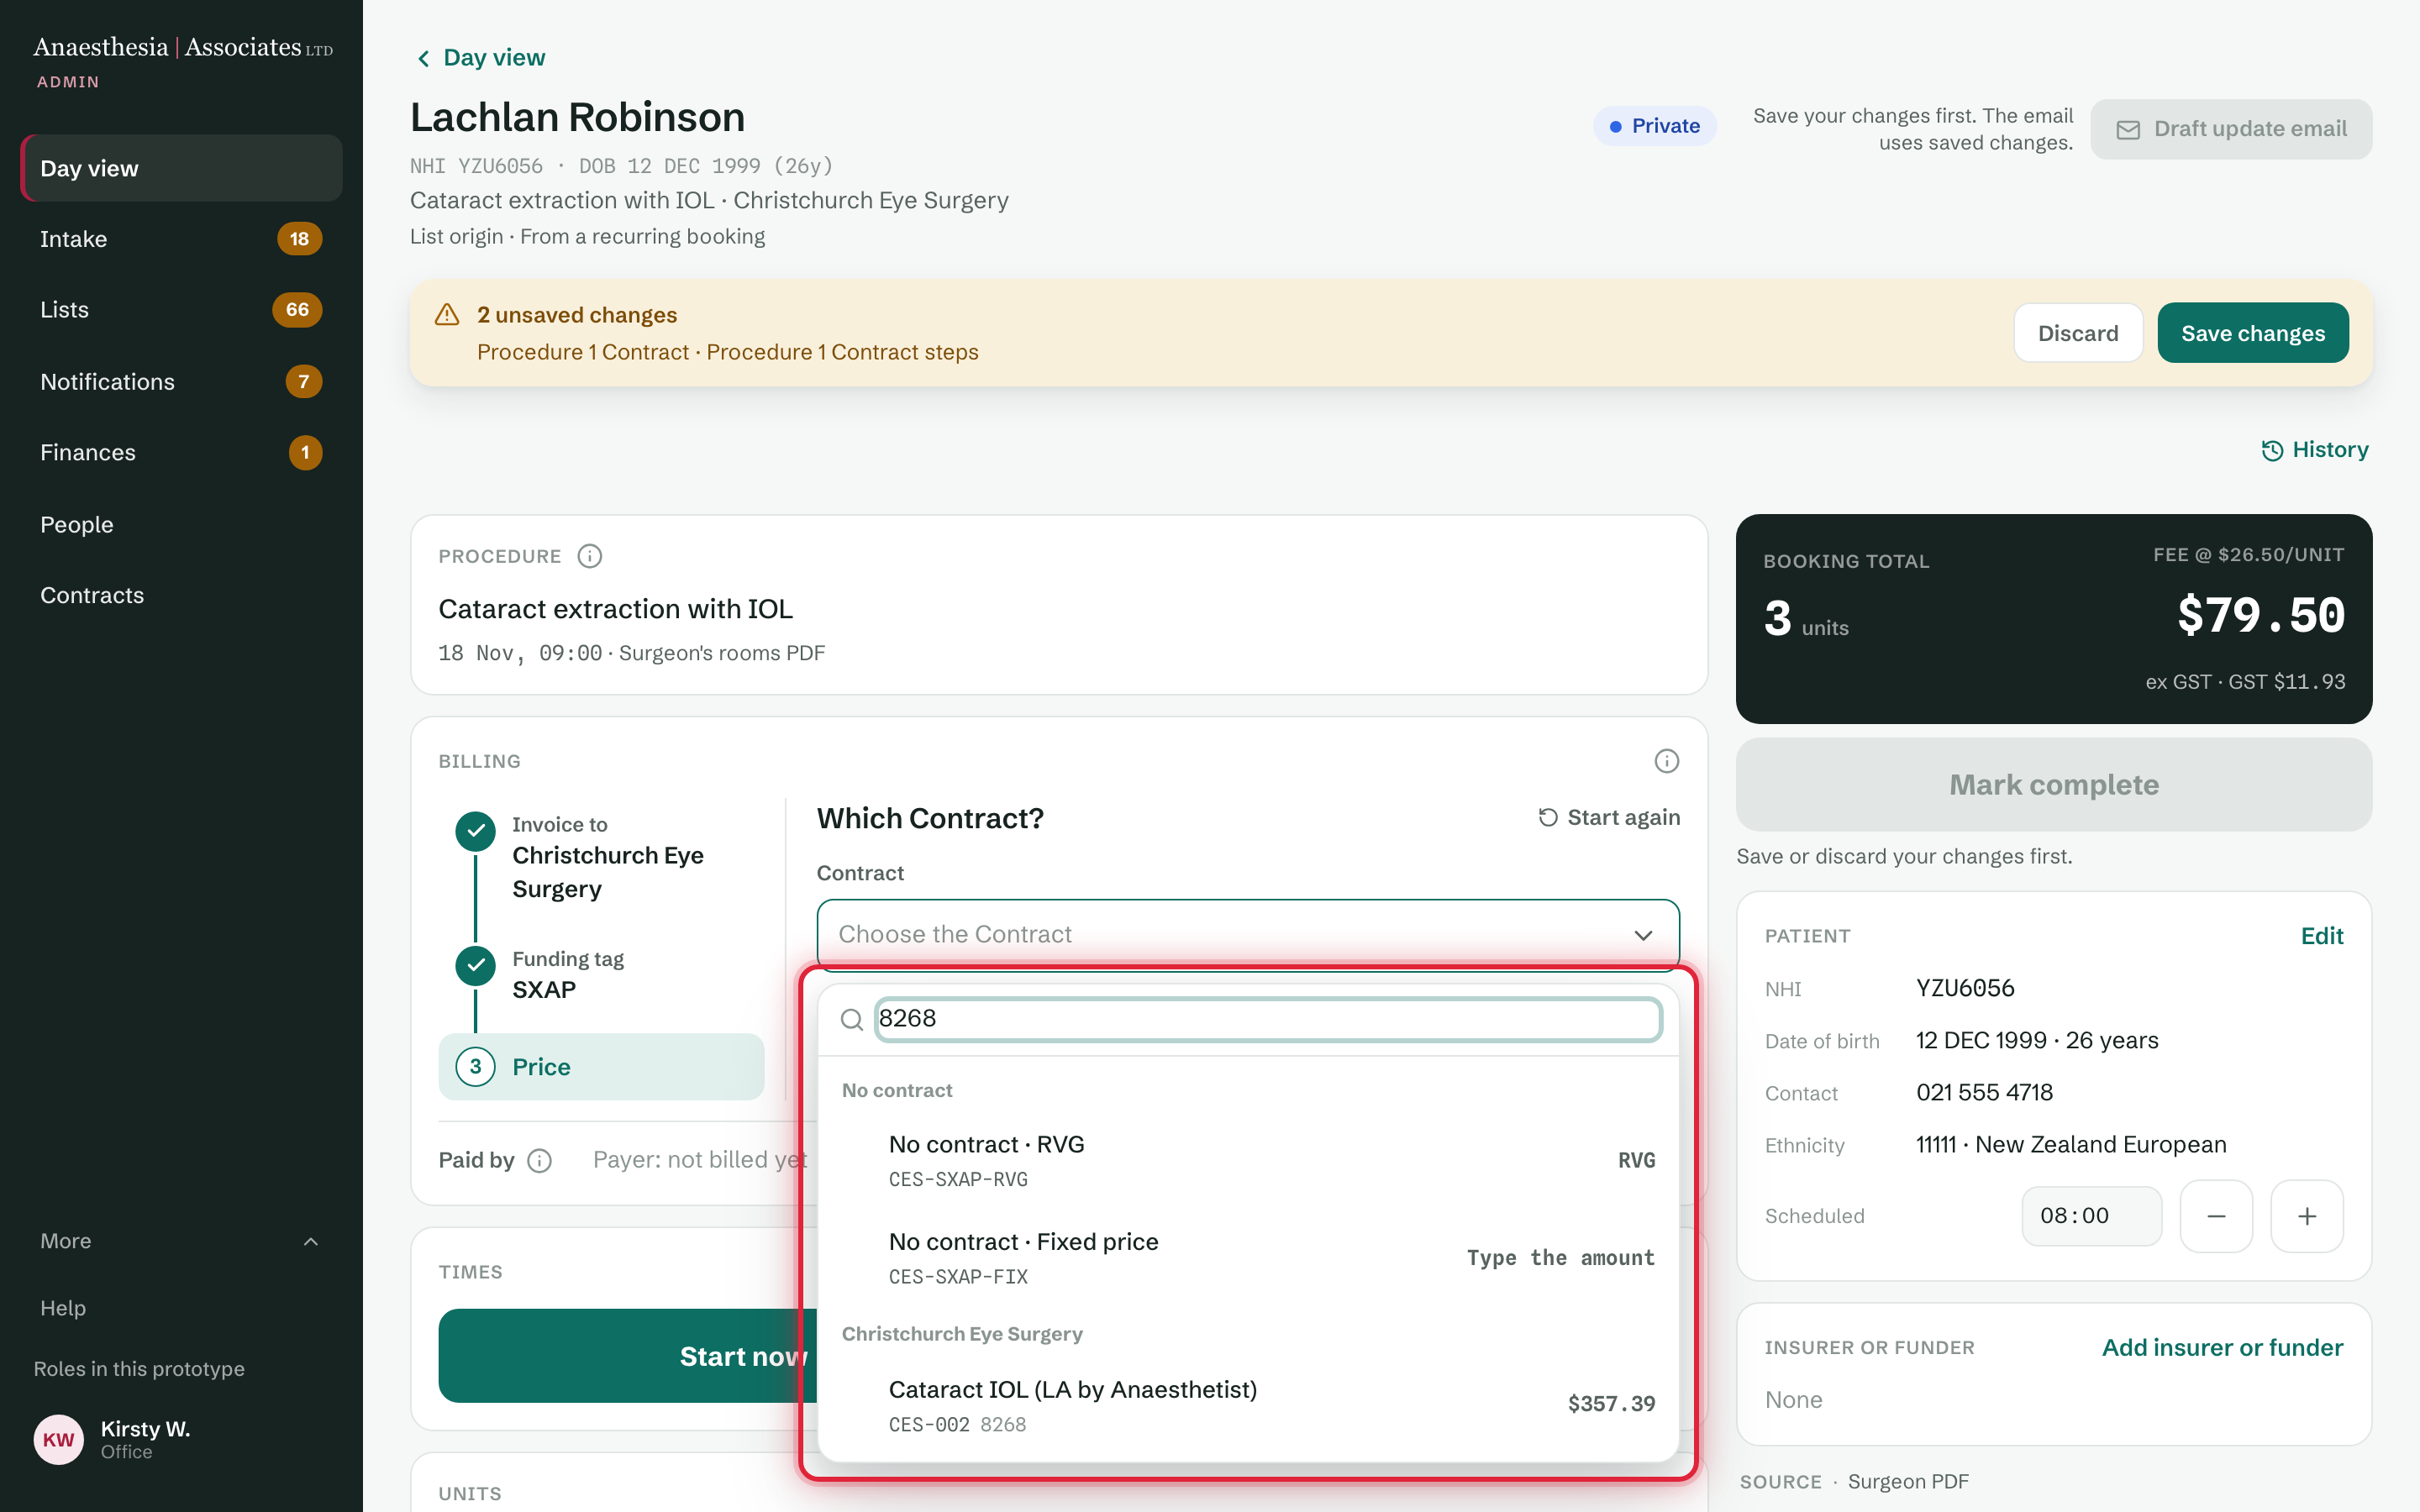 Anaesthesia | Associates LTD
ADMIN
Day view
Intake 18
Lists 66
Notifications 7
Finances 1
People
Contracts
More
Help
Roles in this prototype
KW
Kirsty W.
Office
Day view
Lachlan Robinson
NHI YZU6056 · DOB 12 DEC 1999 (26y)
Cataract extraction with IOL · Christchurch Eye Surgery
List origin · From a recurring booking
Private
Save your changes first. The email
uses saved changes.
Draft update email
2 unsaved changes
Procedure 1 Contract · Procedure 1 Contract steps
Discard
Save changes
History
PROCEDURE
Cataract extraction with IOL
18 Nov, 09:00 · Surgeon's rooms PDF
BILLING
Invoice to
Christchurch Eye
Surgery
Funding tag
SXAP
3 Price
Which Contract?
Start again
Contract
Choose the Contract
8268
No contract
No contract · RVG
CES-SXAP-RVG
RVG
No contract · Fixed price
CES-SXAP-FIX
Type the amount
Christchurch Eye Surgery
Cataract IOL (LA by Anaesthetist)
CES-002 8268
$357.39
Paid by
Payer: not billed yet
TIMES
Start now
UNITS
BOOKING TOTAL
FEE @ $26.50/UNIT
3 units
$79.50
ex GST · GST $11.93
Mark complete
Save or discard your changes first.
PATIENT
Edit
NHI YZU6056
Date of birth 12 DEC 1999 · 26 years
Contact 021 555 4718
Ethnicity 11111 · New Zealand European
Scheduled 08:00
INSURER OR FUNDER
Add insurer or funder
None
SOURCE · Surgeon PDF